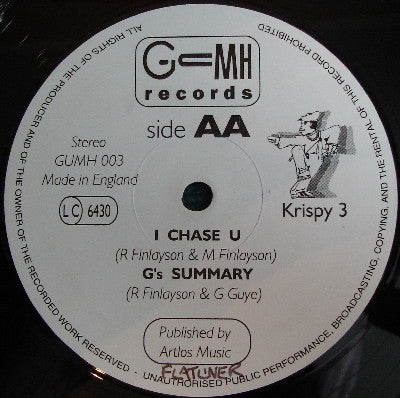 GUMH
records
side AA
Stereo
GUMH 003
Made in England
LC 6430
Krispy 3
I CHASE U
(R Finlayson & M Finlayson)
G's SUMMARY
(R Finlayson & G Guye)
Published by
Artlos Music
FLATLINER
ALL RIGHTS OF THE PRODUCER AND OF THE OWNER OF THE RECORDED WORK RESERVED - UNAUTHORISED PUBLIC PERFORMANCE, BROADCASTING, COPYING, AND THE RENTAL OF THIS RECORD PROHIBITED